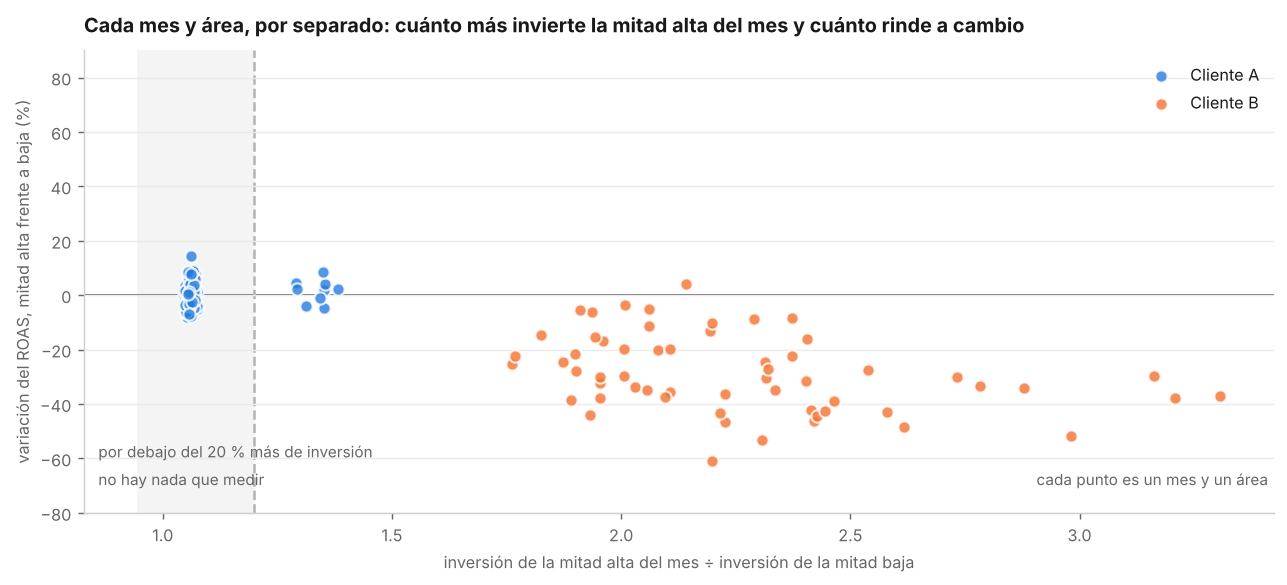 Cada mes y área, por separado: cuánto más invierte la mitad alta del mes y cuánto rinde a cambio
variación del ROAS, mitad alta frente a baja (%)
80
60
40
20
0
−20
−40
−60
−80
Cliente A
Cliente B
por debajo del 20 % más de inversión
no hay nada que medir
cada punto es un mes y un área
1.0
1.5
2.0
2.5
3.0
inversión de la mitad alta del mes ÷ inversión de la mitad baja